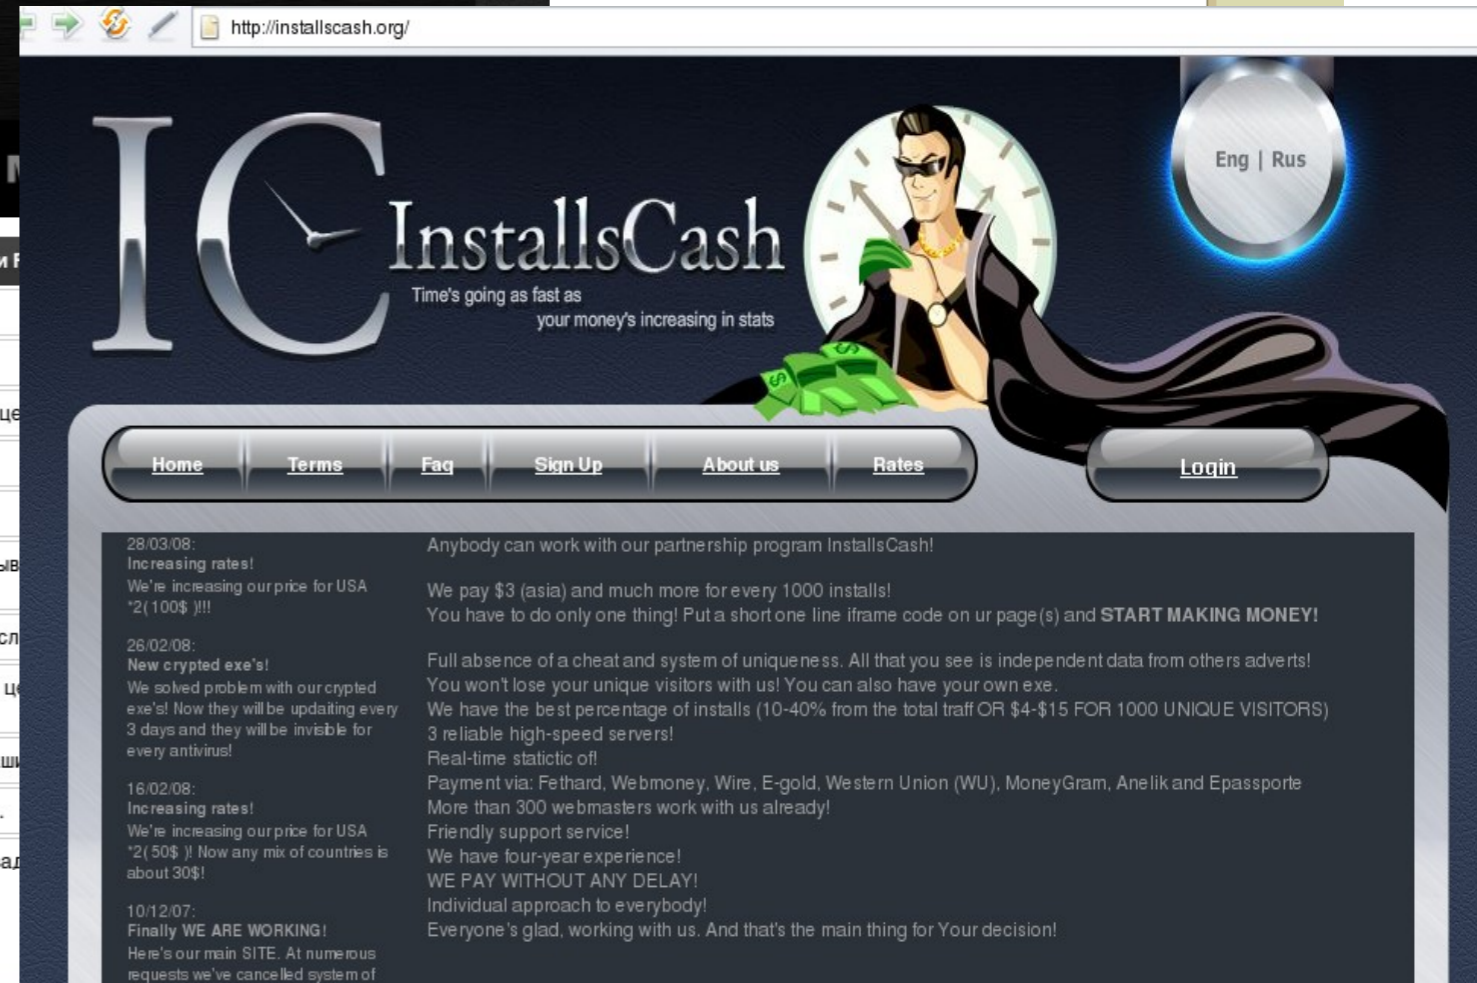 http://installscash.org/
Eng | Rus
IC
InstallsCash
Time's going as fast as
your money's increasing in stats
Home
Terms
Faq
Sign Up
About us
Rates
Login
28/03/08:
Increasing rates!
We're increasing our price for USA
*2( 100$ )!!!
26/02/08:
New crypted exe's!
We solved problem with our crypted
exe's! Now they will be updaiting every
3 days and they will be invisible for
every antivirus!
16/02/08:
Increasing rates!
We're increasing our price for USA
*2( 50$ )! Now any mix of countries is
about 30$!
10/12/07:
Finally WE ARE WORKING!
Here's our main SITE. At numerous
requests we've cancelled system of
Anybody can work with our partnership program InstallsCash!
We pay $3 (asia) and much more for every 1000 installs!
You have to do only one thing! Put a short one line iframe code on ur page(s) and START MAKING MONEY!
Full absence of a cheat and system of uniqueness. All that you see is independent data from others adverts!
You won't lose your unique visitors with us! You can also have your own exe.
We have the best percentage of installs (10-40% from the total traff OR $4-$15 FOR 1000 UNIQUE VISITORS)
3 reliable high-speed servers!
Real-time statictic of!
Payment via: Fethard, Webmoney, Wire, E-gold, Western Union (WU), MoneyGram, Anelik and Epassporte
More than 300 webmasters work with us already!
Friendly support service!
We have four-year experience!
WE PAY WITHOUT ANY DELAY!
Individual approach to everybody!
Everyone's glad, working with us. And that's the main thing for Your decision!